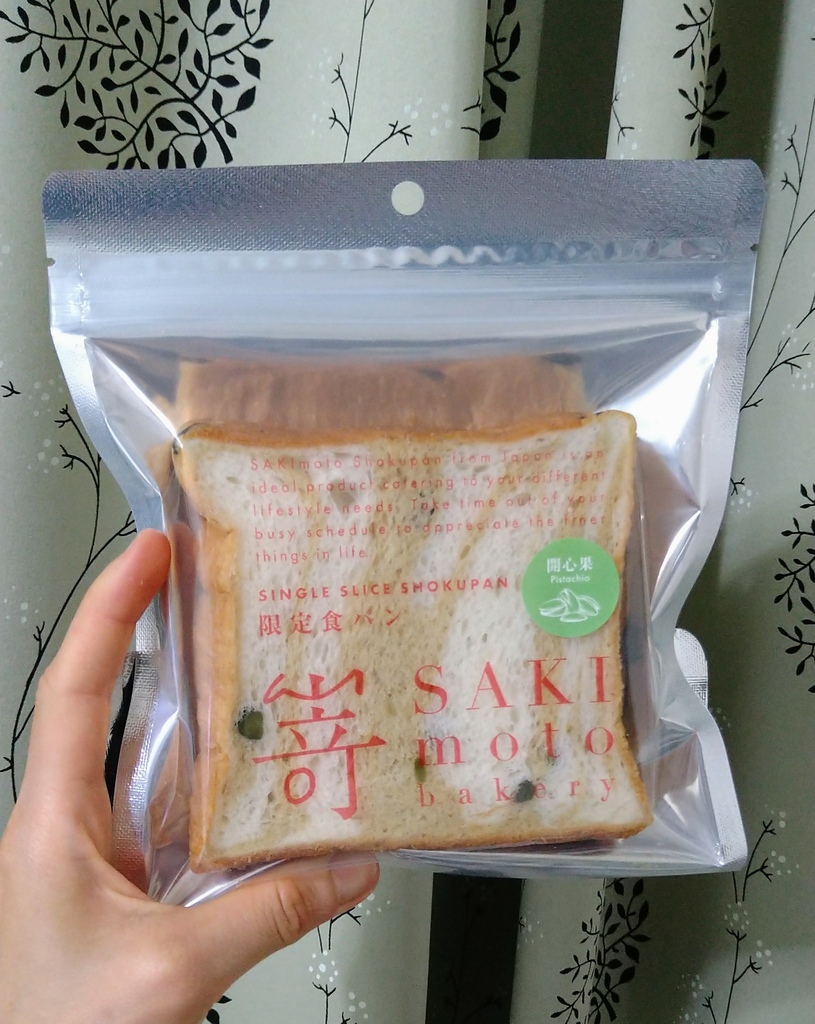 SAKImoto Shokupan from Japan is an
ideal product catering to your different
lifestyle needs. Take time out of your
busy schedule to appreciate the finer
things in life.
SINGLE SLICE SHOKUPAN
限定食パン
開心果
Pistachio
嵜
SAKI
moto
bakery